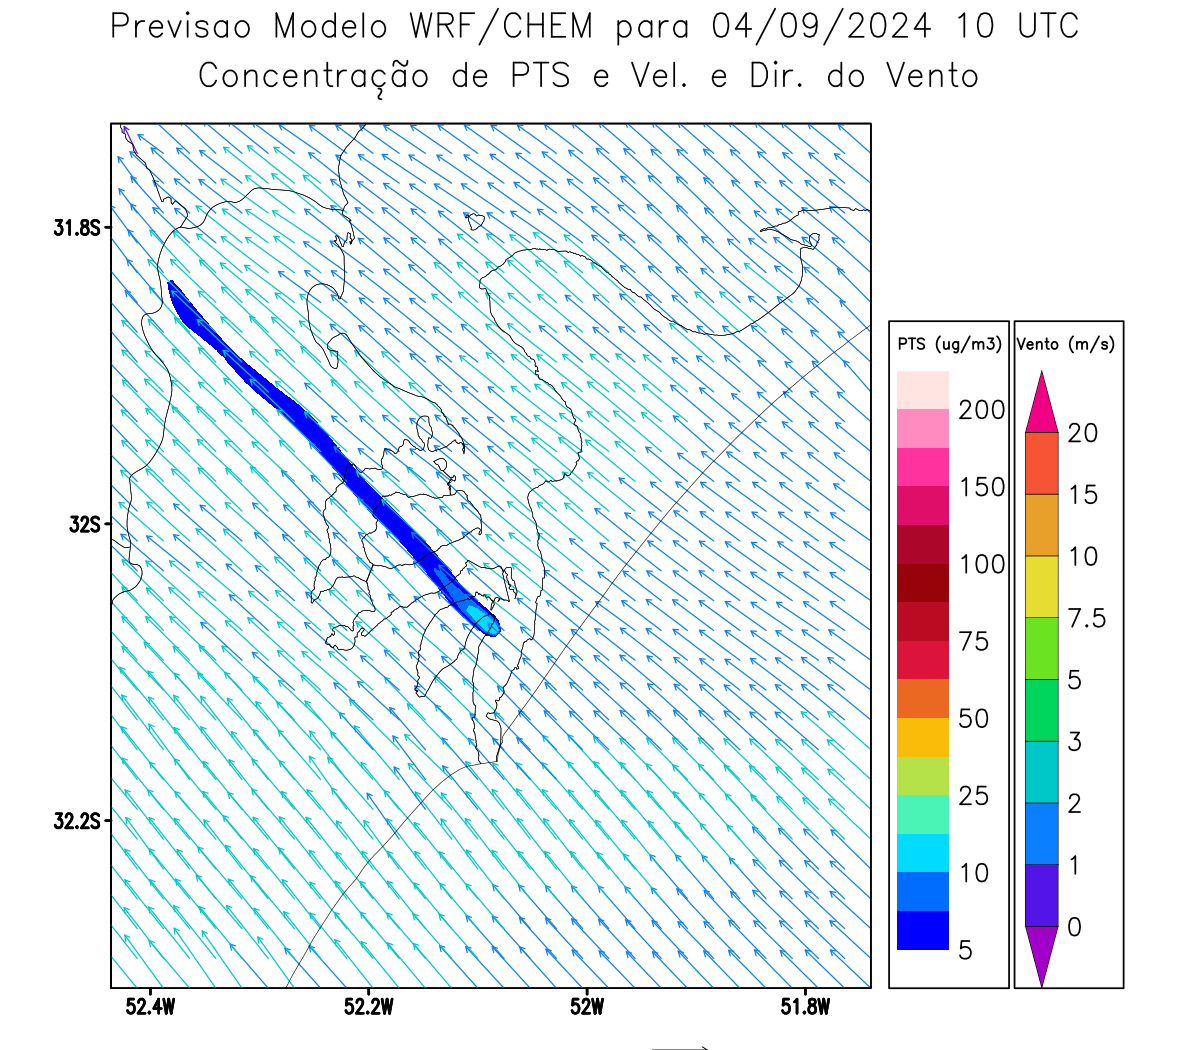 Previsao Modelo WRF/CHEM para 04/09/2024 10 UTC
Concentração de PTS e Vel. e Dir. do Vento
31.8S
32S
32.2S
52.4W
52.2W
52W
51.8W
PTS (ug/m3)
200
150
100
75
50
25
10
5
Vento (m/s)
20
15
10
7.5
5
3
2
1
0